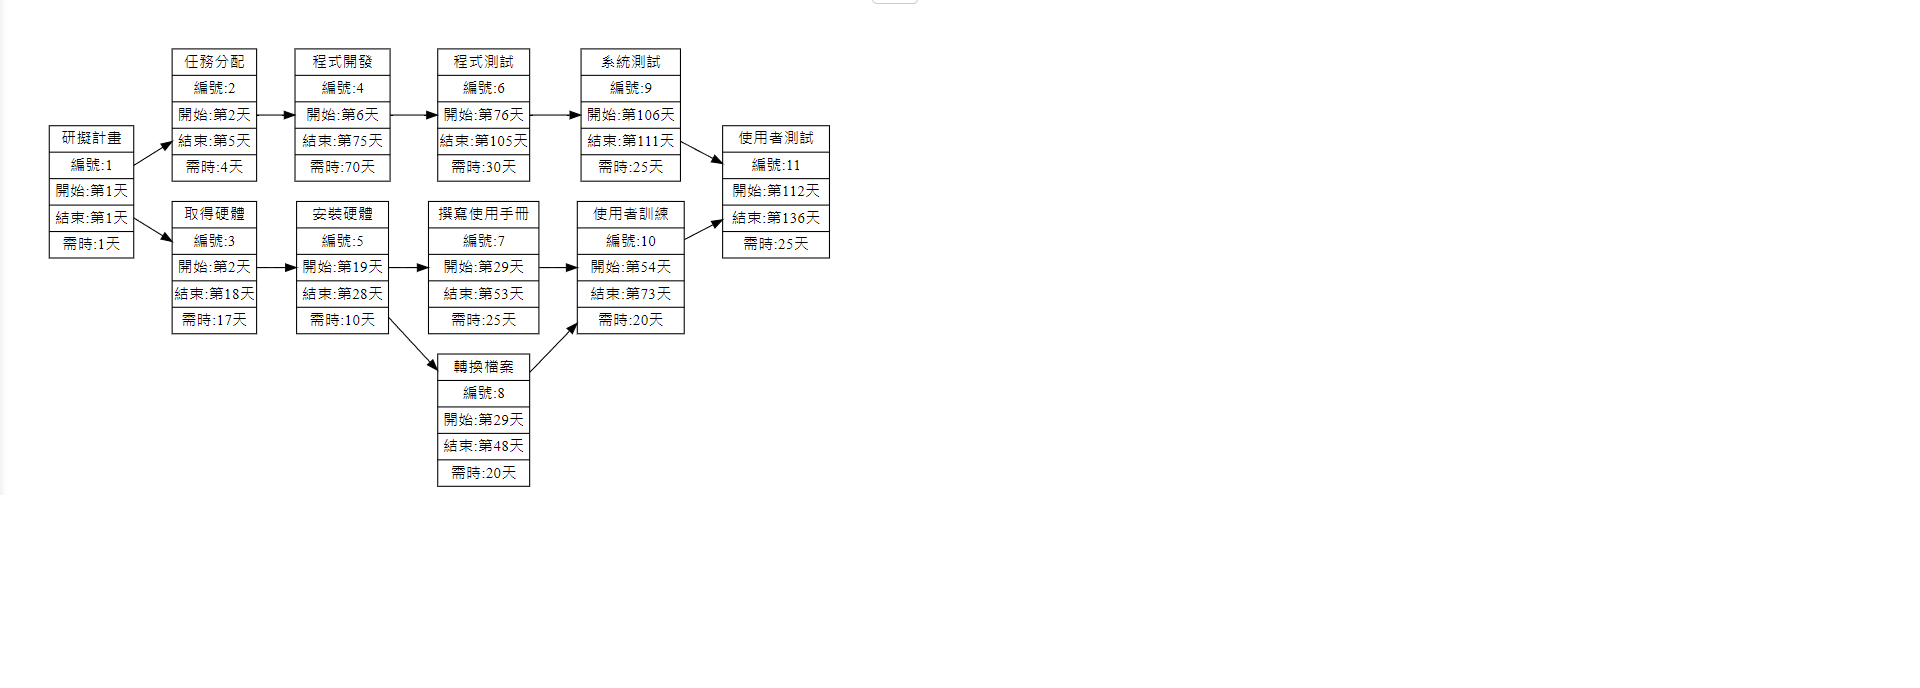 研擬計畫
編號:1
開始:第1天
結束:第1天
需時:1天
任務分配
編號:2
開始:第2天
結束:第5天
需時:4天
取得硬體
編號:3
開始:第2天
結束:第18天
需時:17天
程式開發
編號:4
開始:第6天
結束:第75天
需時:70天
安裝硬體
編號:5
開始:第19天
結束:第28天
需時:10天
程式測試
編號:6
開始:第76天
結束:第105天
需時:30天
撰寫使用手冊
編號:7
開始:第29天
結束:第53天
需時:25天
轉換檔案
編號:8
開始:第29天
結束:第48天
需時:20天
系統測試
編號:9
開始:第106天
結束:第111天
需時:25天
使用者訓練
編號:10
開始:第54天
結束:第73天
需時:20天
使用者測試
編號:11
開始:第112天
結束:第136天
需時:25天